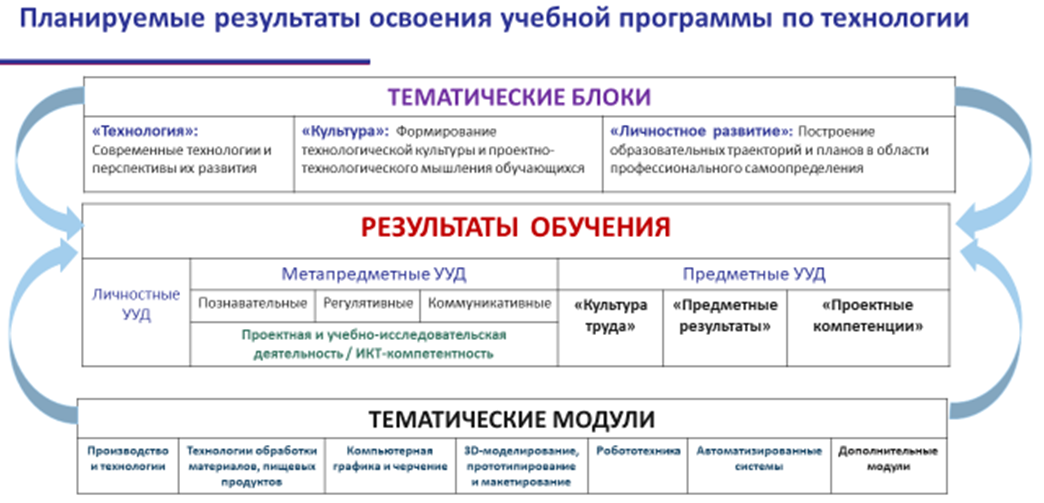 Планируемые результаты освоения учебной программы по технологии
ТЕМАТИЧЕСКИЕ БЛОКИ
«Технология»:
Современные технологии и
перспективы их развития
«Культура»: Формирование
технологической культуры и проектно-
технологического мышления обучающихся
«Личностное развитие»: Построение
образовательных траекторий и планов в области
профессионального самоопределения
РЕЗУЛЬТАТЫ ОБУЧЕНИЯ
Личностные
УУД
Метапредметные УУД
Познавательные
Регулятивные
Коммуникативные
Проектная и учебно-исследовательская
деятельность / ИКТ-компетентность
Предметные УУД
«Культура
труда»
«Предметные
результаты»
«Проектные
компетенции»
ТЕМАТИЧЕСКИЕ МОДУЛИ
Производство
и технологии
Технологии обработки
материалов, пищевых
продуктов
Компьютерная
графика и черчение
3D-моделирование,
прототипирование
и макетирование
Робототехника
Автоматизированные
системы
Дополнительные
модули